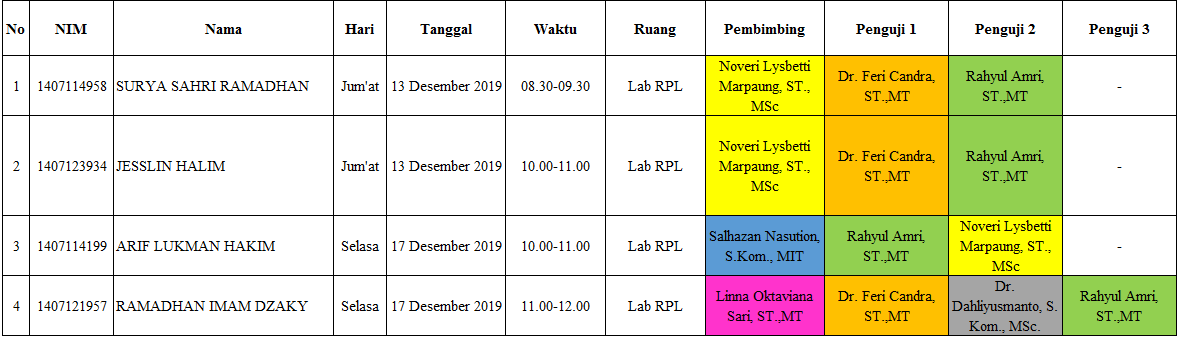 No NIM Nama Hari Tanggal Waktu Ruang Pembimbing Penguji 1 Penguji 2 Penguji 3
1 1407114958 SURYA SAHRI RAMADHAN Jum'at 13 Desember 2019 08.30-09.30 Lab RPL Noveri Lysbetti Marpaung, ST., MSc Dr. Feri Candra, ST.,MT Rahyul Amri, ST.,MT -
2 1407123934 JESSLIN HALIM Jum'at 13 Desember 2019 10.00-11.00 Lab RPL Noveri Lysbetti Marpaung, ST., MSc Dr. Feri Candra, ST.,MT Rahyul Amri, ST.,MT -
3 1407114199 ARIF LUKMAN HAKIM Selasa 17 Desember 2019 10.00-11.00 Lab RPL Salhazan Nasution, S.Kom., MIT Rahyul Amri, ST.,MT Noveri Lysbetti Marpaung, ST., MSc -
4 1407121957 RAMADHAN IMAM DZAKY Selasa 17 Desember 2019 11.00-12.00 Lab RPL Linna Oktaviana Sari, ST.,MT Dr. Feri Candra, ST.,MT Dr. Dahliyusmanto, S. Kom., MSc. Rahyul Amri, ST.,MT